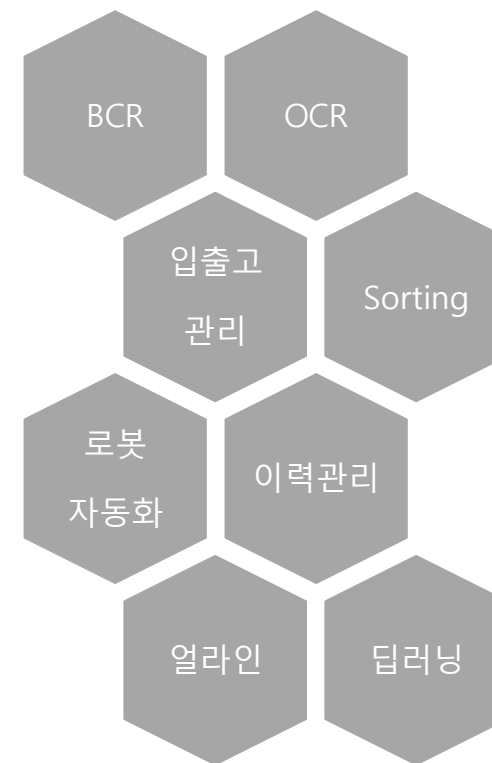 BCR
OCR
입출고
관리
Sorting
로봇
자동화
이력관리
얼라인
딥러닝